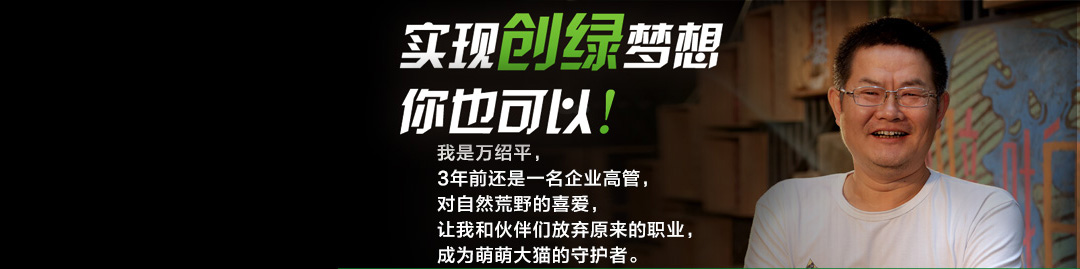 实现创绿梦想
你也可以！
我是万绍平，
3年前还是一名企业高管，
对自然荒野的喜爱，
让我和伙伴们放弃原来的职业，
成为萌萌大猫的守护者。